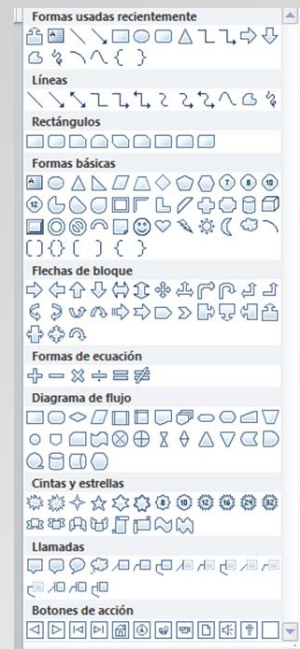 Formas usadas recientemente
Líneas
Rectángulos
Formas básicas
Flechas de bloque
Formas de ecuación
Diagrama de flujo
Cintas y estrellas
Llamadas
Botones de acción